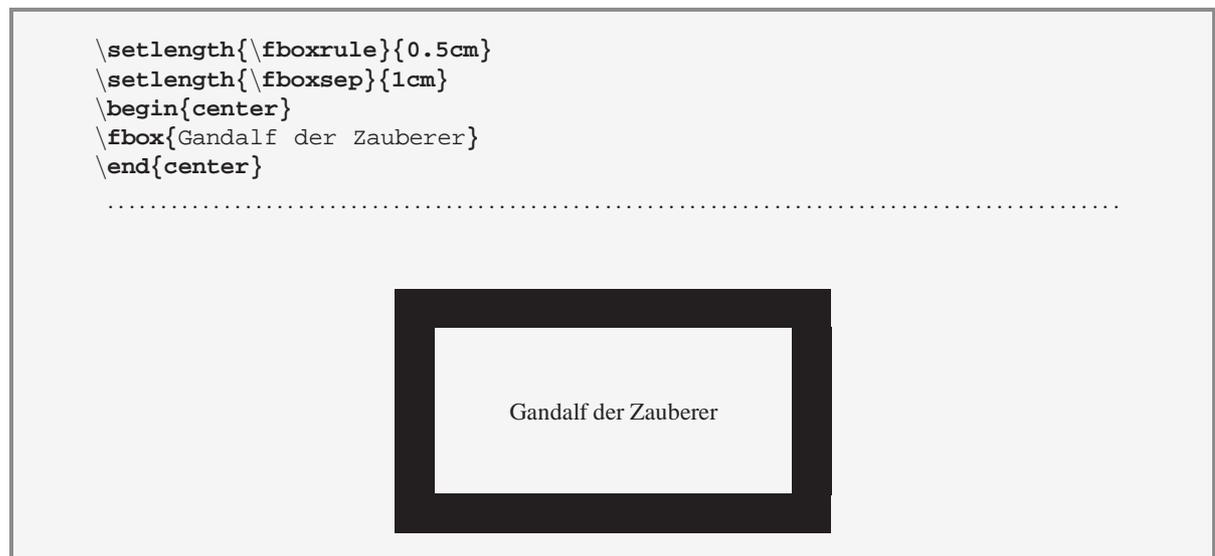 \setlength{\fboxrule}{0.5cm}
\setlength{\fboxsep}{1cm}
\begin{center}
\fbox{Gandalf der Zauberer}
\end{center}
Gandalf der Zauberer